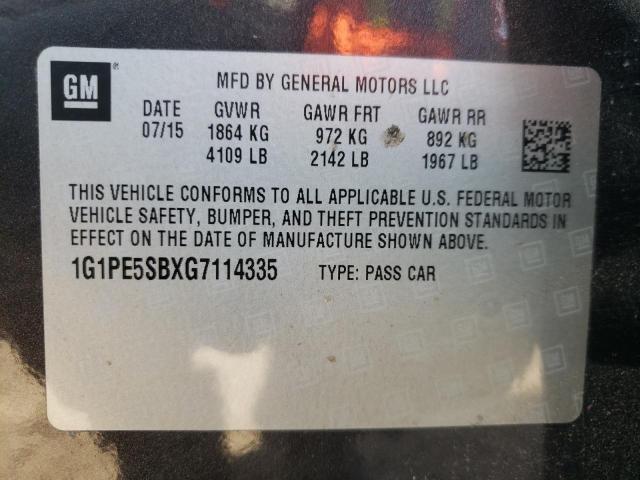 GM
MFD BY GENERAL MOTORS LLC
DATE GVWR GAWR FRT GAWR RR
07/15 1864 KG 972 KG 892 KG
4109 LB 2142 LB 1967 LB
THIS VEHICLE CONFORMS TO ALL APPLICABLE U.S. FEDERAL MOTOR
VEHICLE SAFETY, BUMPER, AND THEFT PREVENTION STANDARDS IN
EFFECT ON THE DATE OF MANUFACTURE SHOWN ABOVE.
1G1PE5SBXG7114335 TYPE: PASS CAR